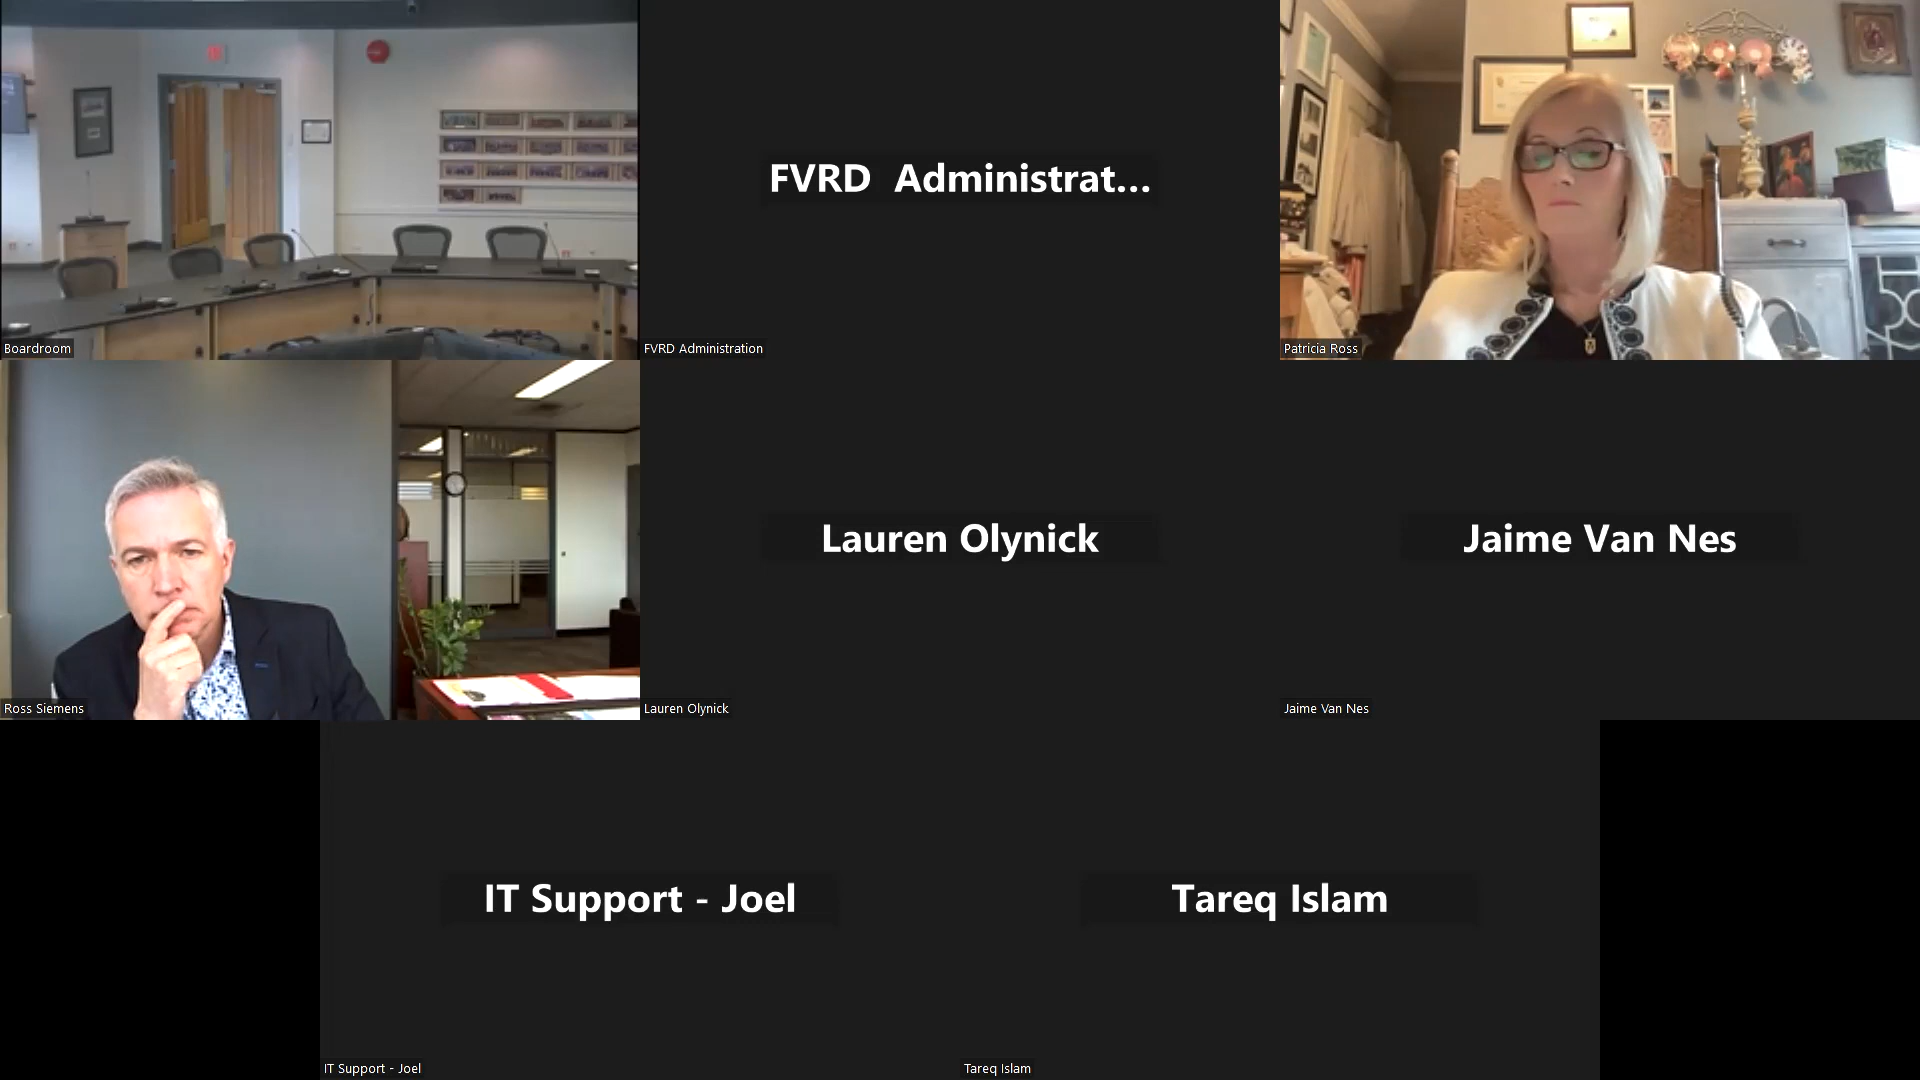 Boardroom
FVRD Administrat...
FVRD Administration
Patricia Ross
Ross Siemens
Lauren Olynick
Lauren Olynick
Jaime Van Nes
Jaime Van Nes
IT Support - Joel
IT Support - Joel
Tareq Islam
Tareq Islam